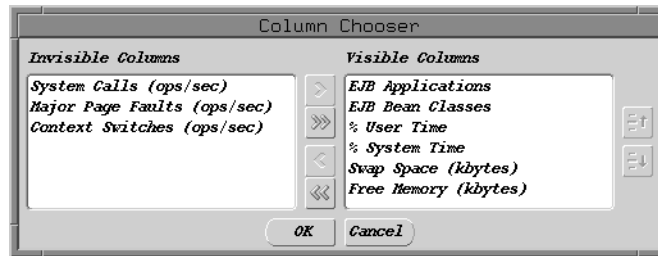 Column Chooser
Invisible Columns
System Calls (ops/sec)
Major Page Faults (ops/sec)
Context Switches (ops/sec)
Visible Columns
EJB Applications
EJB Bean Classes
% User Time
% System Time
Swap Space (kbytes)
Free Memory (kbytes)
OK
Cancel